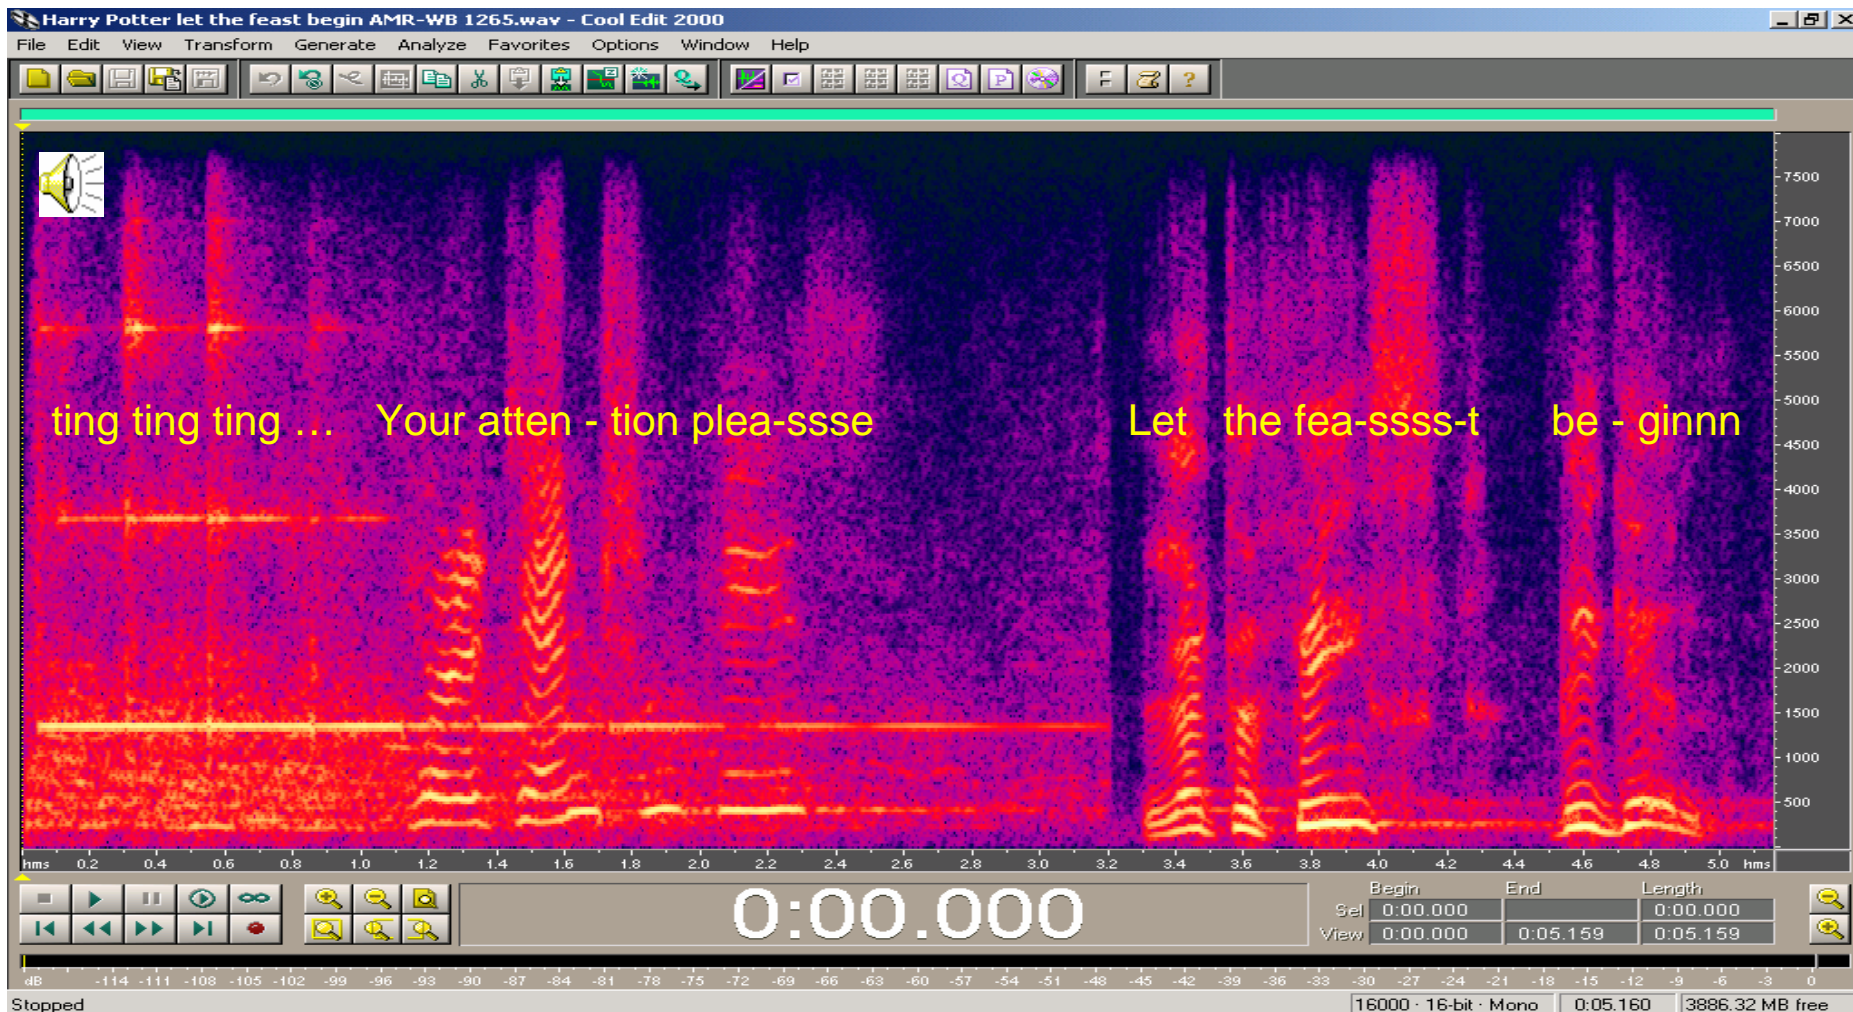 Harry Potter let the feast begin AMR-WB 1265.wav - Cool Edit 2000
File Edit View Transform Generate Analyze Favorites Options Window Help
7500
7000
6500
6000
5500
5000
ting ting ting … Your atten - tion plea-ssse Let the fea-ssss-t be - ginnn
4500
4000
3500
3000
2500
2000
1500
1000
500
hms 0.2 0.4 0.6 0.8 1.0 1.2 1.4 1.6 1.8 2.0 2.2 2.4 2.6 2.8 3.0 3.2 3.4 3.6 3.8 4.0 4.2 4.4 4.6 4.8 5.0 hms
0:00.000
Begin End Length
Sel 0:00.000 0:00.000
View 0:00.000 0:05.159 0:05.159
dB -114 -111 -108 -105 -102 -99 -96 -93 -90 -87 -84 -81 -78 -75 -72 -69 -66 -63 -60 -57 -54 -51 -48 -45 -42 -39 -36 -33 -30 -27 -24 -21 -18 -15 -12 -9 -6 -3 0
Stopped 16000 · 16-bit · Mono 0:05.160 3886.32 MB free